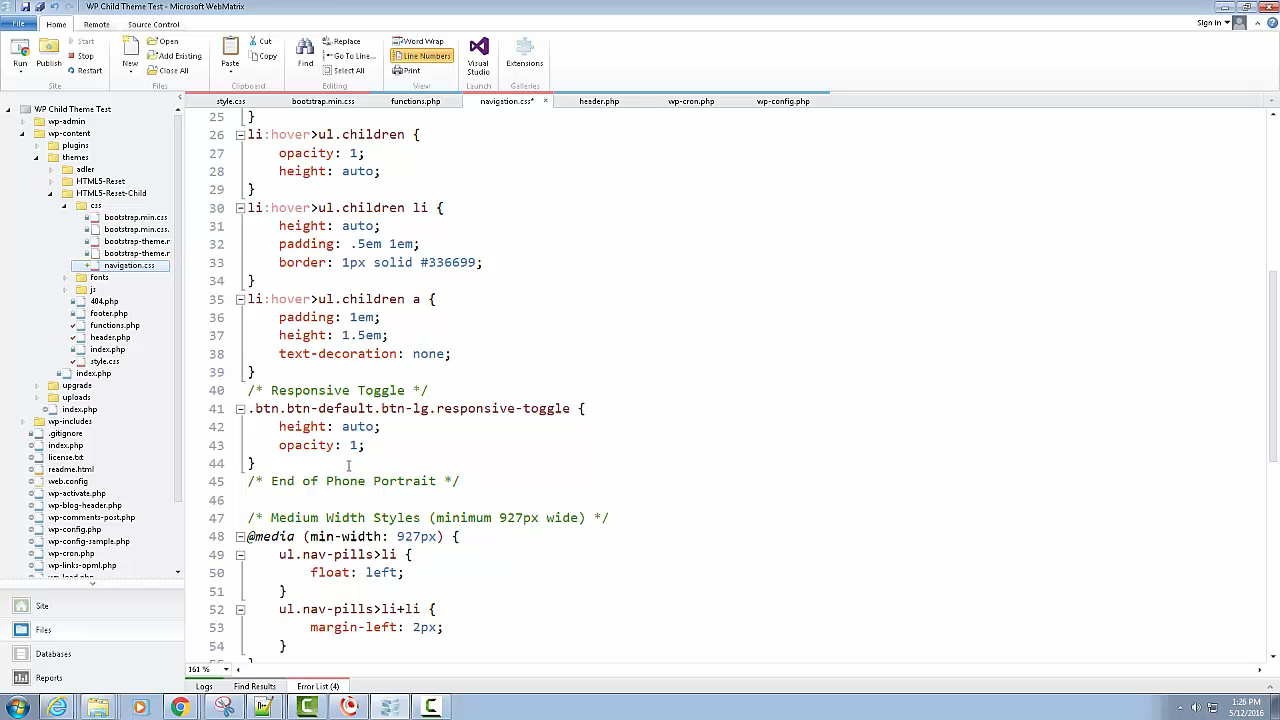 WP Child Theme Test - Microsoft WebMatrix
File Home Remote Source Control
Sign in
Run
Publish
Start
Stop
Restart
Site
New
Open
Add Existing
Close All
Files
Paste
Cut
Copy
Clipboard
Find
Replace
Go To Line...
Select All
Editing
Word Wrap
Line Numbers
Print
View
Visual Studio
Launch
Extensions
Galleries
WP Child Theme Test
wp-admin
wp-content
plugins
themes
adler
HTML5-Reset
HTML5-Reset-Child
css
bootstrap.min.css
bootstrap.min.css.
bootstrap-theme.r
bootstrap-theme.r
navigation.css
fonts
js
404.php
footer.php
functions.php
header.php
index.php
style.css
index.php
upgrade
uploads
index.php
wp-includes
.gitignore
index.php
license.txt
readme.html
web.config
wp-activate.php
wp-blog-header.php
wp-comments-post.php
wp-config.php
wp-config-sample.php
wp-cron.php
wp-links-opml.php
wp-load.php
Site
Files
Databases
Reports
style.css bootstrap.min.css functions.php navigation.css* × header.php wp-cron.php wp-config.php
25 }
26 li:hover>ul.children {
27 opacity: 1;
28 height: auto;
29 }
30 li:hover>ul.children li {
31 height: auto;
32 padding: .5em 1em;
33 border: 1px solid #336699;
34 }
35 li:hover>ul.children a {
36 padding: 1em;
37 height: 1.5em;
38 text-decoration: none;
39 }
40 /* Responsive Toggle */
41 .btn.btn-default.btn-lg.responsive-toggle {
42 height: auto;
43 opacity: 1;
44 }
45 /* End of Phone Portrait */
46
47 /* Medium Width Styles (minimum 927px wide) */
48 @media (min-width: 927px) {
49 ul.nav-pills>li {
50 float: left;
51 }
52 ul.nav-pills>li+li {
53 margin-left: 2px;
54 }
55 }
161 %
Logs Find Results Error List (4)
1:26 PM
5/12/2016